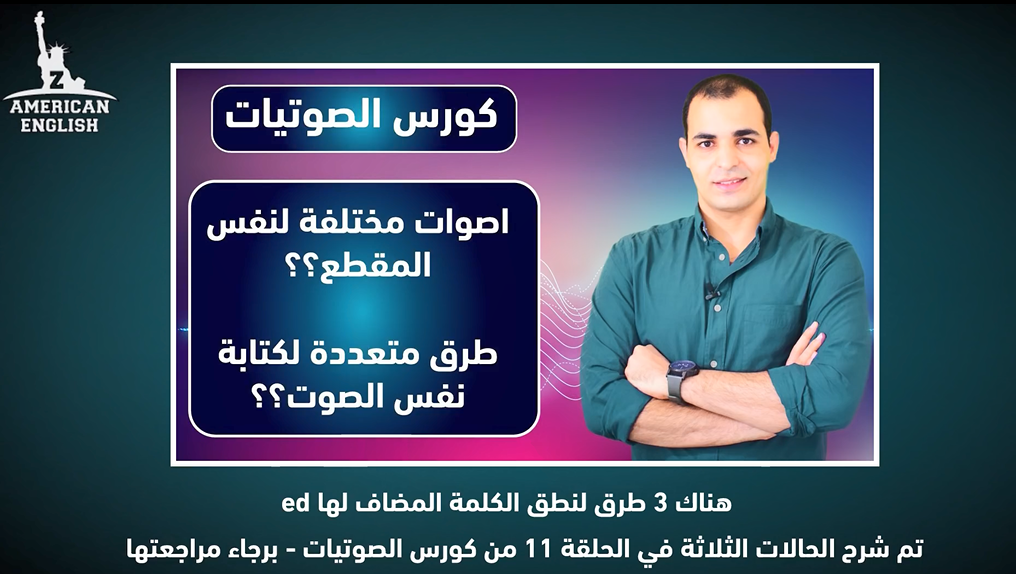 Z
AMERICAN
ENGLISH
كورس الصوتيات
اصوات مختلفة لنفس
المقطع؟؟
طرق متعددة لكتابة
نفس الصوت؟؟
هناك 3 طرق لنطق الكلمة المضاف لها ed
تم شرح الحالات الثلاثة في الحلقة 11 من كورس الصوتيات - برجاء مراجعتها